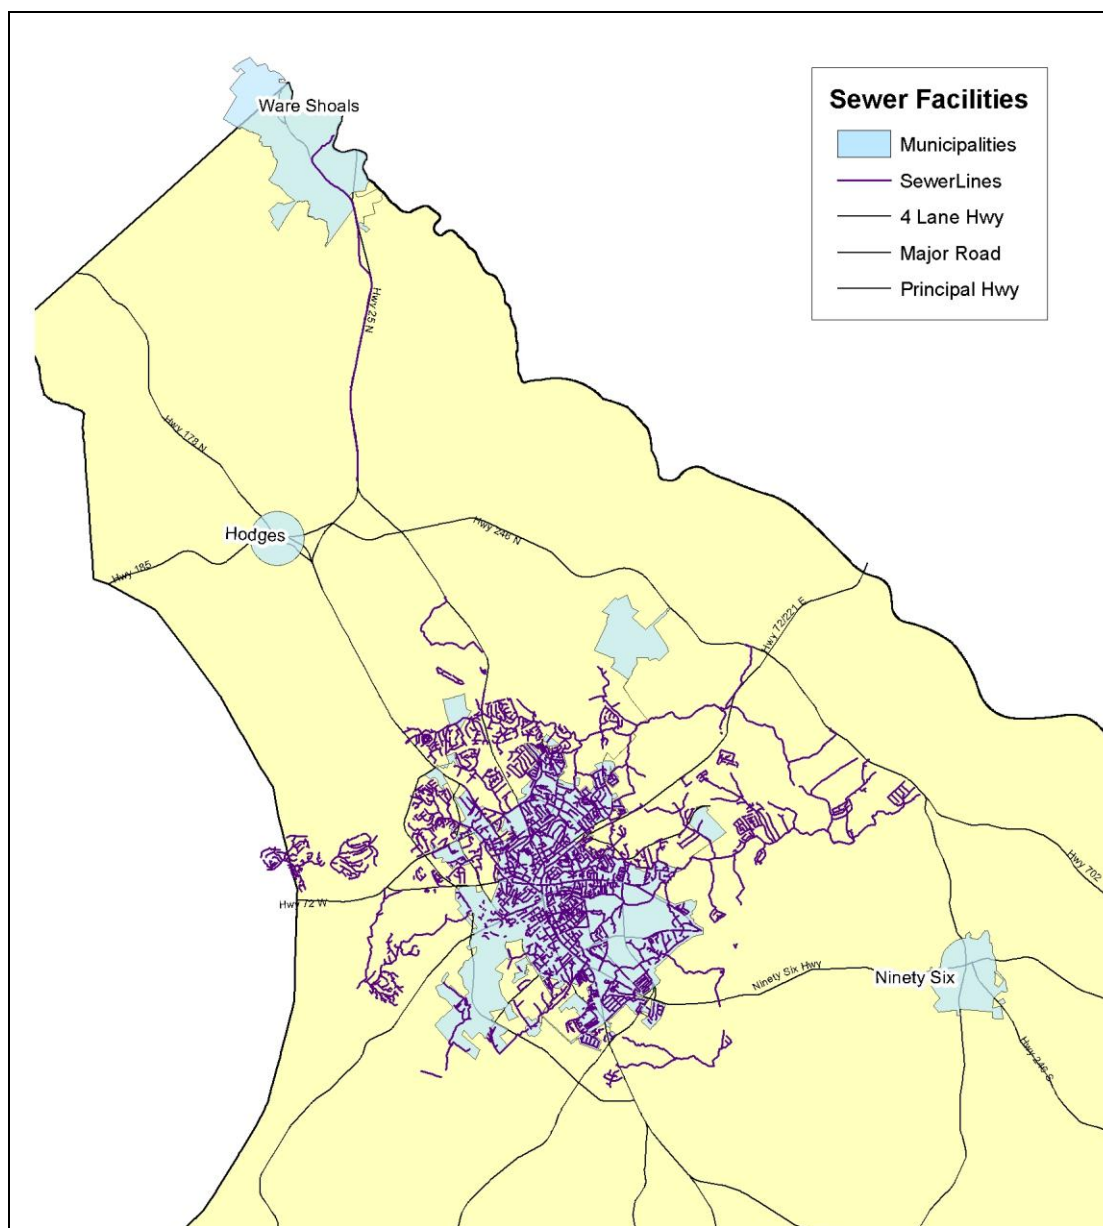 Ware Shoals
Sewer Facilities
Municipalities
SewerLines
4 Lane Hwy
Major Road
Principal Hwy
Hwy 25 N
Hwy 178 N
Hodges
Hwy 246 N
Hwy 185
Hwy 72/221 E
Hwy 702
Hwy 72 W
Ninety Six Hwy
Ninety Six
Hwy 246 S